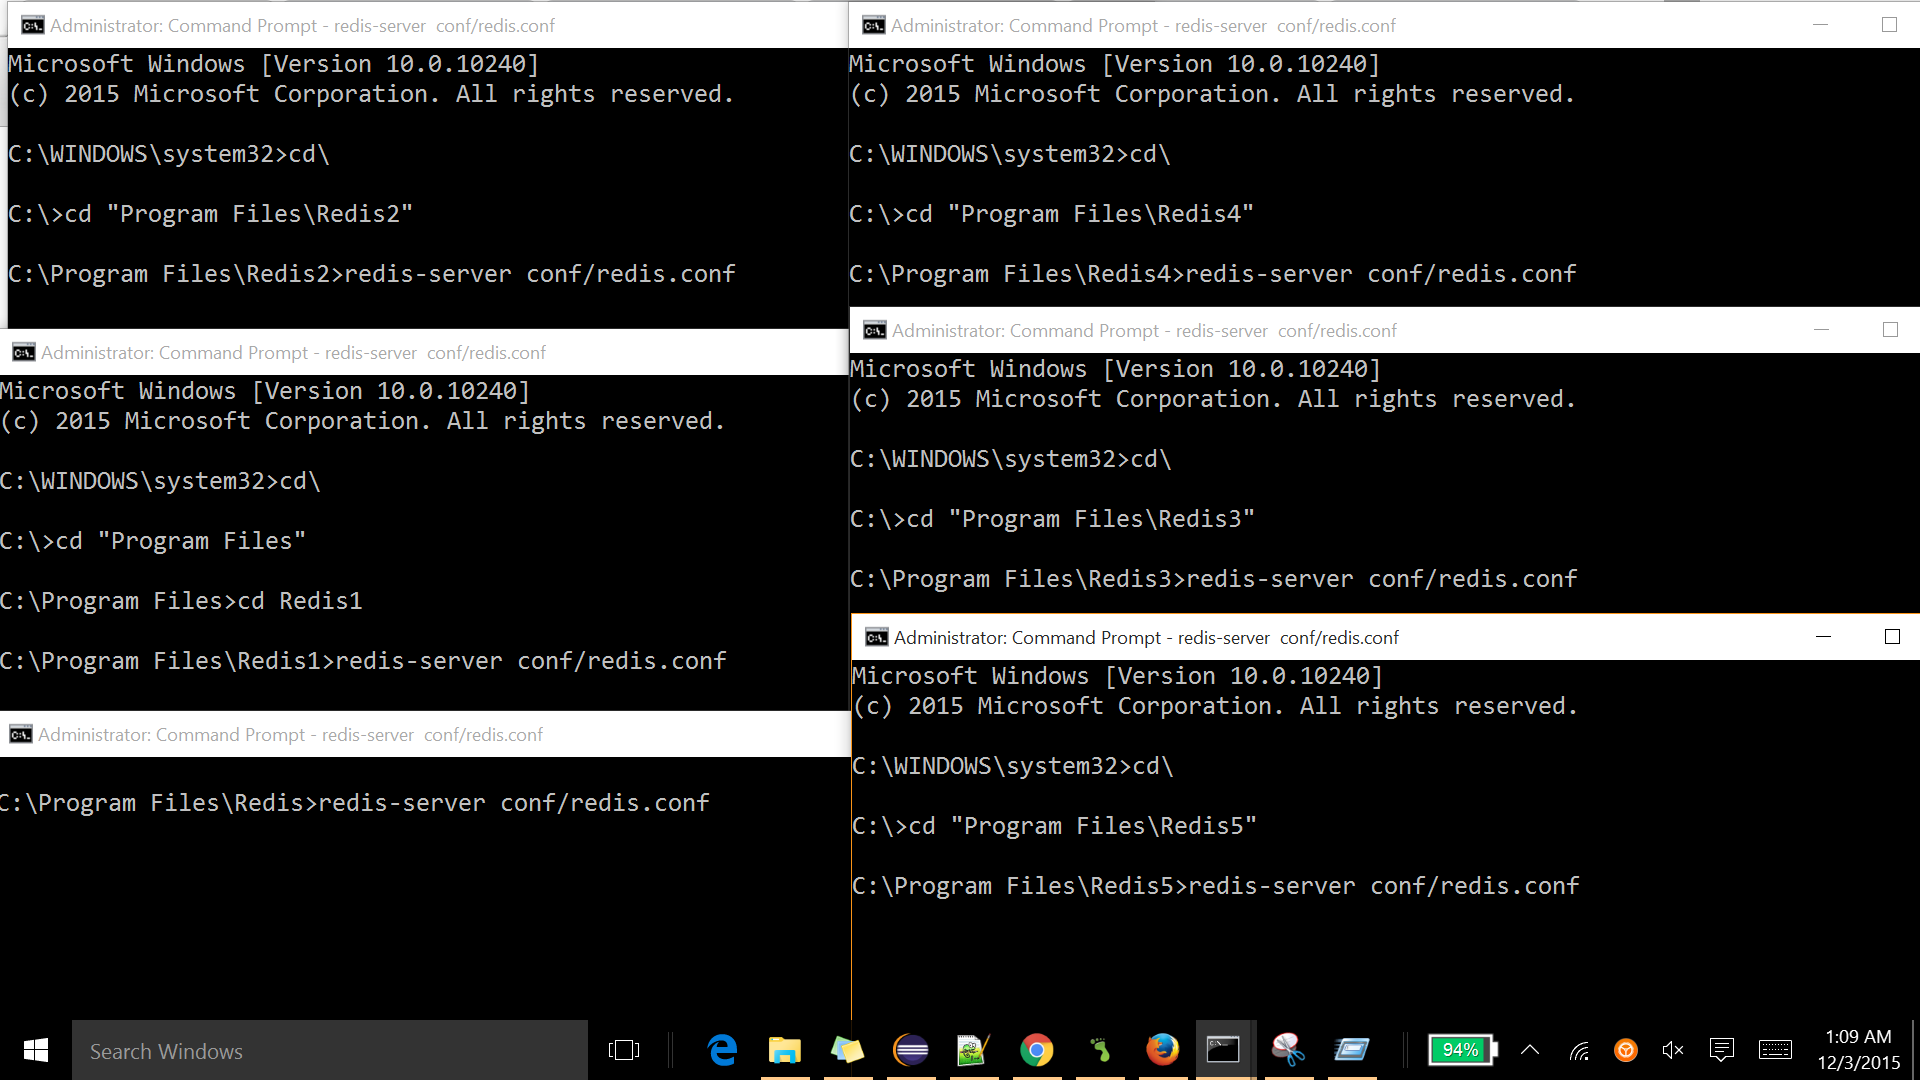 Administrator: Command Prompt - redis-server  conf/redis.conf
Microsoft Windows [Version 10.0.10240]
(c) 2015 Microsoft Corporation. All rights reserved.
C:\WINDOWS\system32>cd\
C:\>cd "Program Files\Redis2"
C:\Program Files\Redis2>redis-server conf/redis.conf
Administrator: Command Prompt - redis-server  conf/redis.conf
Microsoft Windows [Version 10.0.10240]
(c) 2015 Microsoft Corporation. All rights reserved.
C:\WINDOWS\system32>cd\
C:\>cd "Program Files"
C:\Program Files>cd Redis1
C:\Program Files\Redis1>redis-server conf/redis.conf
Administrator: Command Prompt - redis-server  conf/redis.conf
C:\Program Files\Redis>redis-server conf/redis.conf
Administrator: Command Prompt - redis-server  conf/redis.conf
Microsoft Windows [Version 10.0.10240]
(c) 2015 Microsoft Corporation. All rights reserved.
C:\WINDOWS\system32>cd\
C:\>cd "Program Files\Redis4"
C:\Program Files\Redis4>redis-server conf/redis.conf
Administrator: Command Prompt - redis-server  conf/redis.conf
Microsoft Windows [Version 10.0.10240]
(c) 2015 Microsoft Corporation. All rights reserved.
C:\WINDOWS\system32>cd\
C:\>cd "Program Files\Redis3"
C:\Program Files\Redis3>redis-server conf/redis.conf
Administrator: Command Prompt - redis-server  conf/redis.conf
Microsoft Windows [Version 10.0.10240]
(c) 2015 Microsoft Corporation. All rights reserved.
C:\WINDOWS\system32>cd\
C:\>cd "Program Files\Redis5"
C:\Program Files\Redis5>redis-server conf/redis.conf
Search Windows
94%
1:09 AM
12/3/2015